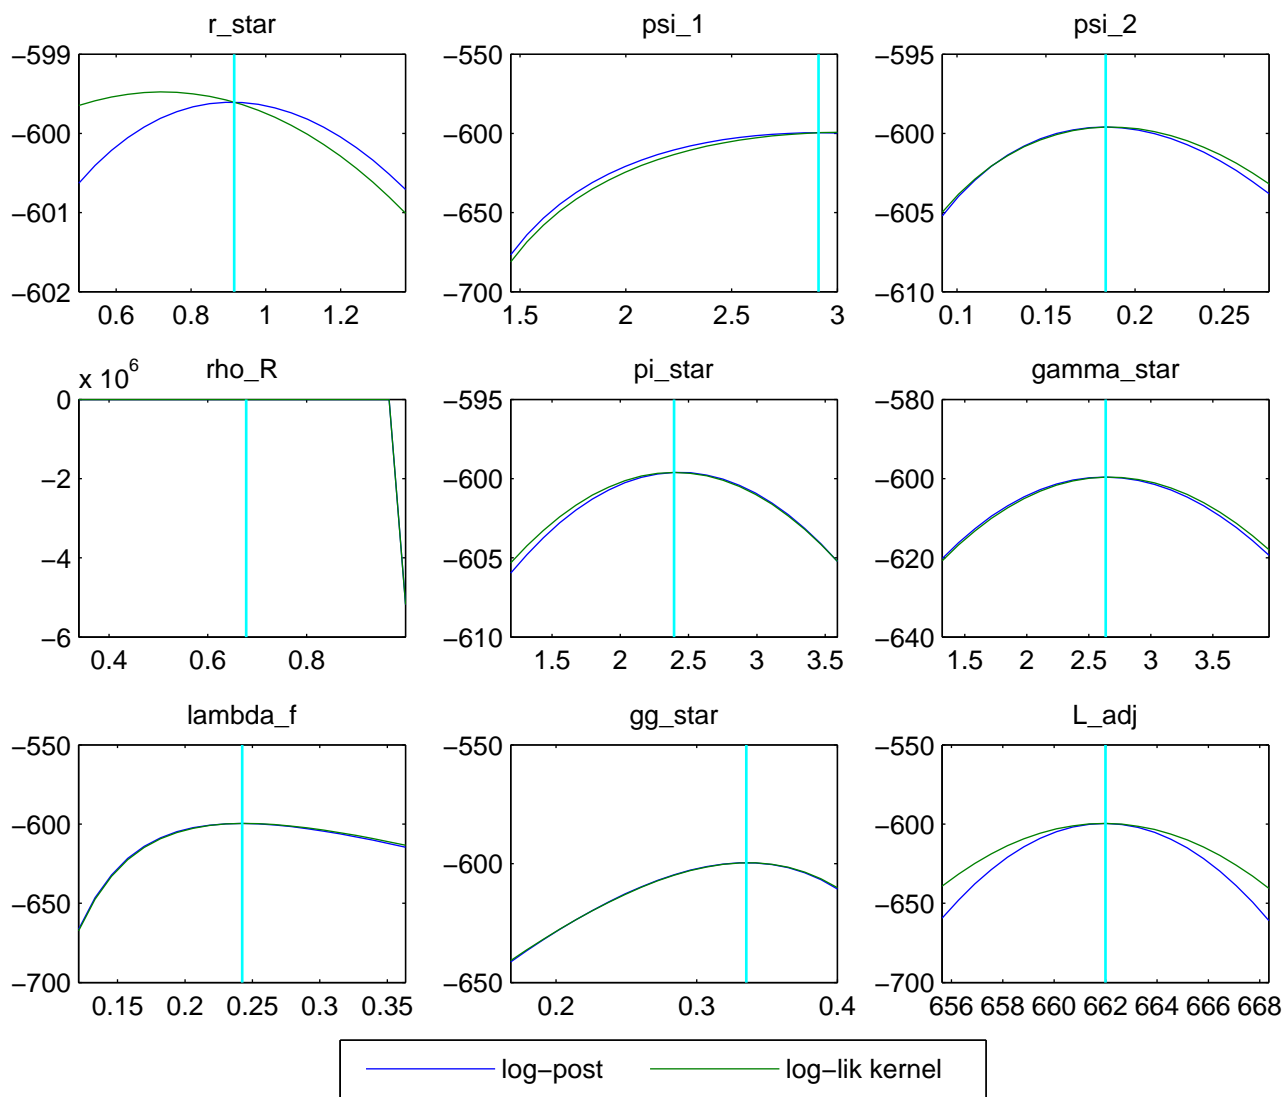 r_star
−599
−600
−601
−602
0.6 0.8 1 1.2
psi_1
−550
−600
−650
−700
1.5 2 2.5 3
psi_2
−595
−600
−605
−610
0.1 0.15 0.2 0.25
rho_R
x 10^6
0
−2
−4
−6
0.4 0.6 0.8
pi_star
−595
−600
−605
−610
1.5 2 2.5 3 3.5
gamma_star
−580
−600
−620
−640
1.5 2 2.5 3 3.5
lambda_f
−550
−600
−650
−700
0.15 0.2 0.25 0.3 0.35
gg_star
−550
−600
−650
0.2 0.3 0.4
L_adj
−550
−600
−650
−700
656 658 660 662 664 666 668
log−post log−lik kernel